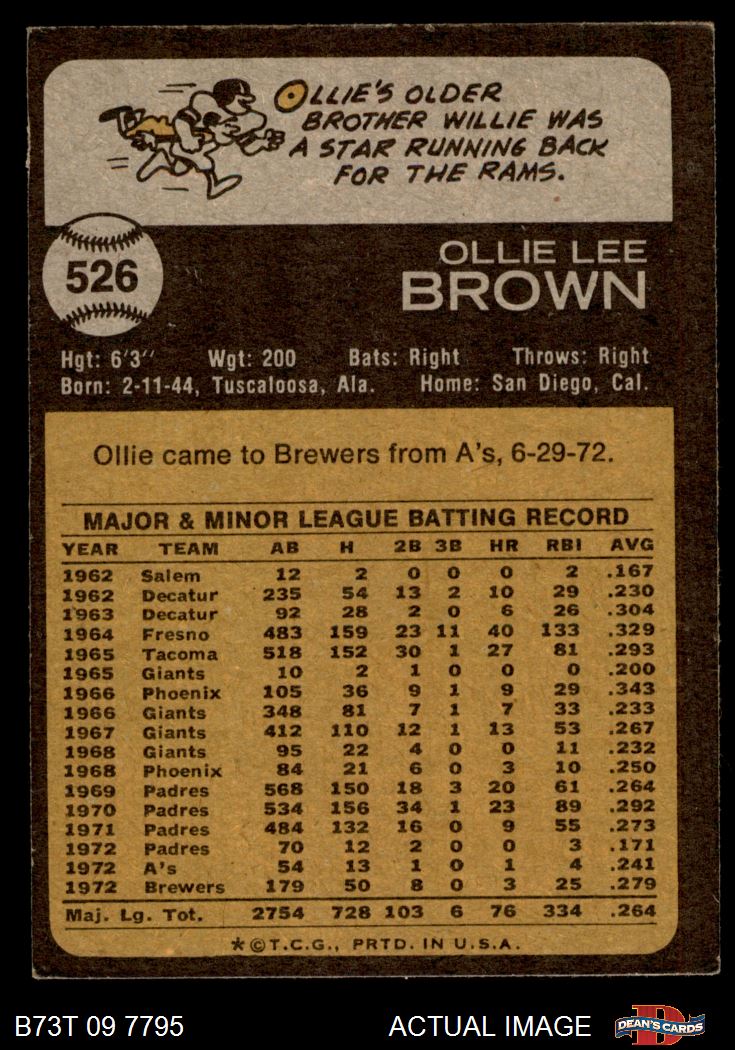 OLLIE'S OLDER
BROTHER WILLIE WAS
A STAR RUNNING BACK
FOR THE RAMS.
526
OLLIE LEE
BROWN
Hgt: 6'3" Wgt: 200 Bats: Right Throws: Right
Born: 2-11-44, Tuscaloosa, Ala. Home: San Diego, Cal.
Ollie came to Brewers from A's, 6-29-72.
MAJOR & MINOR LEAGUE BATTING RECORD
YEAR TEAM AB H 2B 3B HR RBI AVG
1962 Salem 12 2 0 0 0 2 .167
1962 Decatur 235 54 13 2 10 29 .230
1963 Decatur 92 28 2 0 6 26 .304
1964 Fresno 483 159 23 11 40 133 .329
1965 Tacoma 518 152 30 1 27 81 .293
1965 Giants 10 2 1 0 0 0 .200
1966 Phoenix 105 36 9 1 9 29 .343
1966 Giants 348 81 7 1 7 33 .233
1967 Giants 412 110 12 1 13 53 .267
1968 Giants 95 22 4 0 0 11 .232
1968 Phoenix 84 21 6 0 3 10 .250
1969 Padres 568 150 18 3 20 61 .264
1970 Padres 534 156 34 1 23 89 .292
1971 Padres 484 132 16 0 9 55 .273
1972 Padres 70 12 2 0 0 3 .171
1972 A's 54 13 1 0 1 4 .241
1972 Brewers 179 50 8 0 3 25 .279
Maj. Lg. Tot. 2754 728 103 6 76 334 .264
*©T.C.G., PRTD. IN U.S.A.
B73T 09 7795 ACTUAL IMAGE DEAN'S CARDS